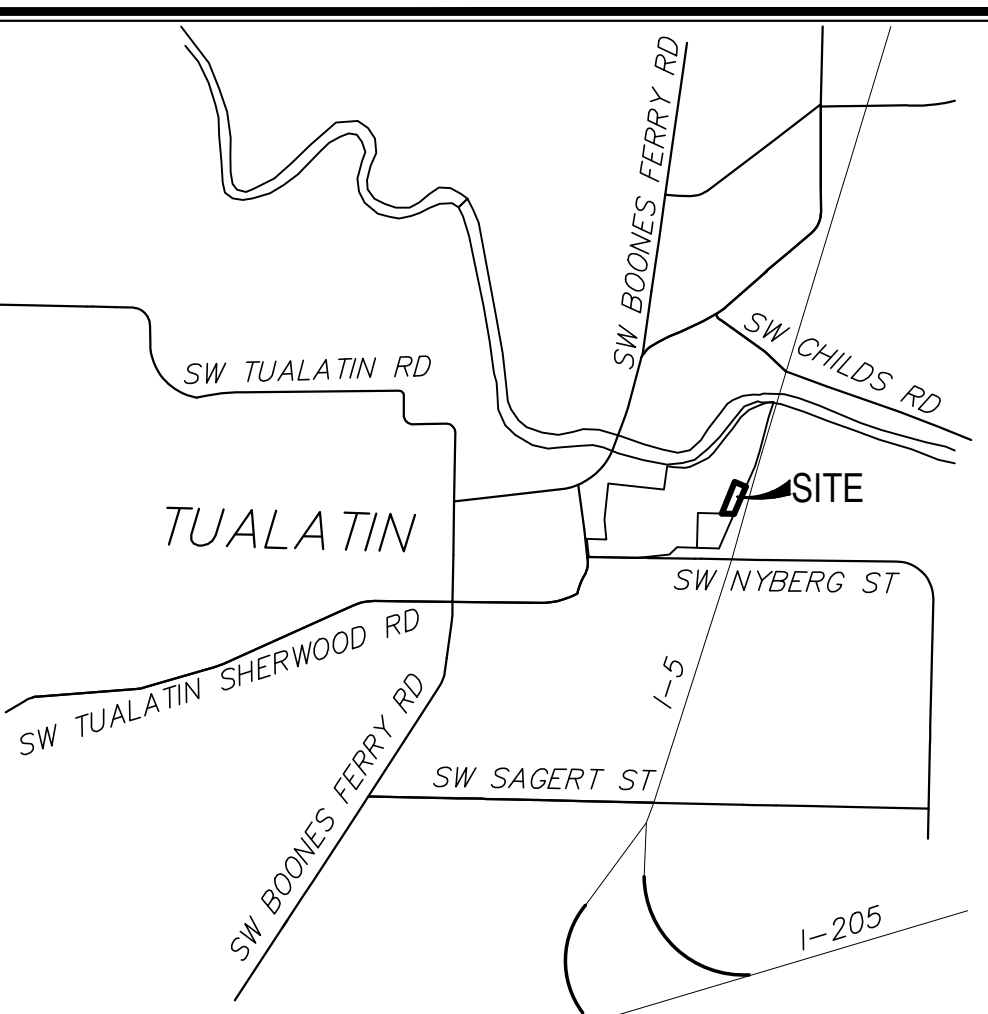 SW BOONES FERRY RD
SW CHILDS RD
SW TUALATIN RD
SITE
TUALATIN
SW NYBERG ST
SW TUALATIN SHERWOOD RD
I-5
SW BOONES FERRY RD
SW SAGERT ST
I-205